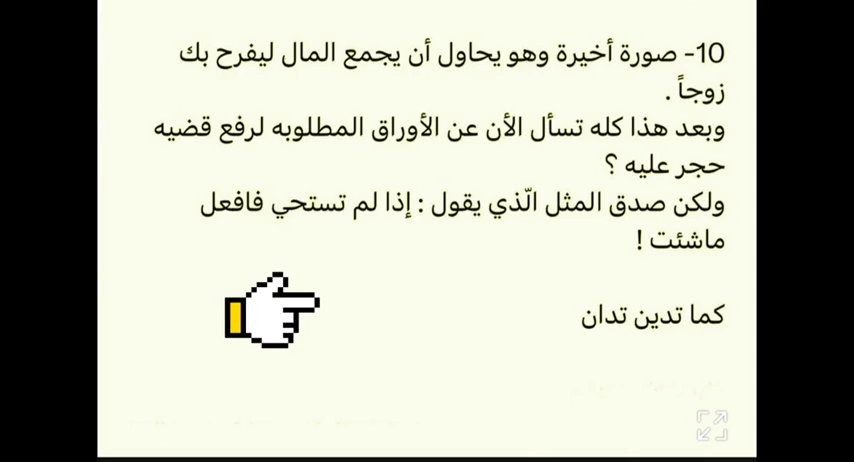 10- صورة أخيرة وهو يحاول أن يجمع المال ليفرح بك
زوجاً .
وبعد هذا كله تسأل الأن عن الأوراق المطلوبه لرفع قضيه
حجر عليه ؟
ولكن صدق المثل الّذي يقول : إذا لم تستحي فافعل
ماشئت !
كما تدين تدان